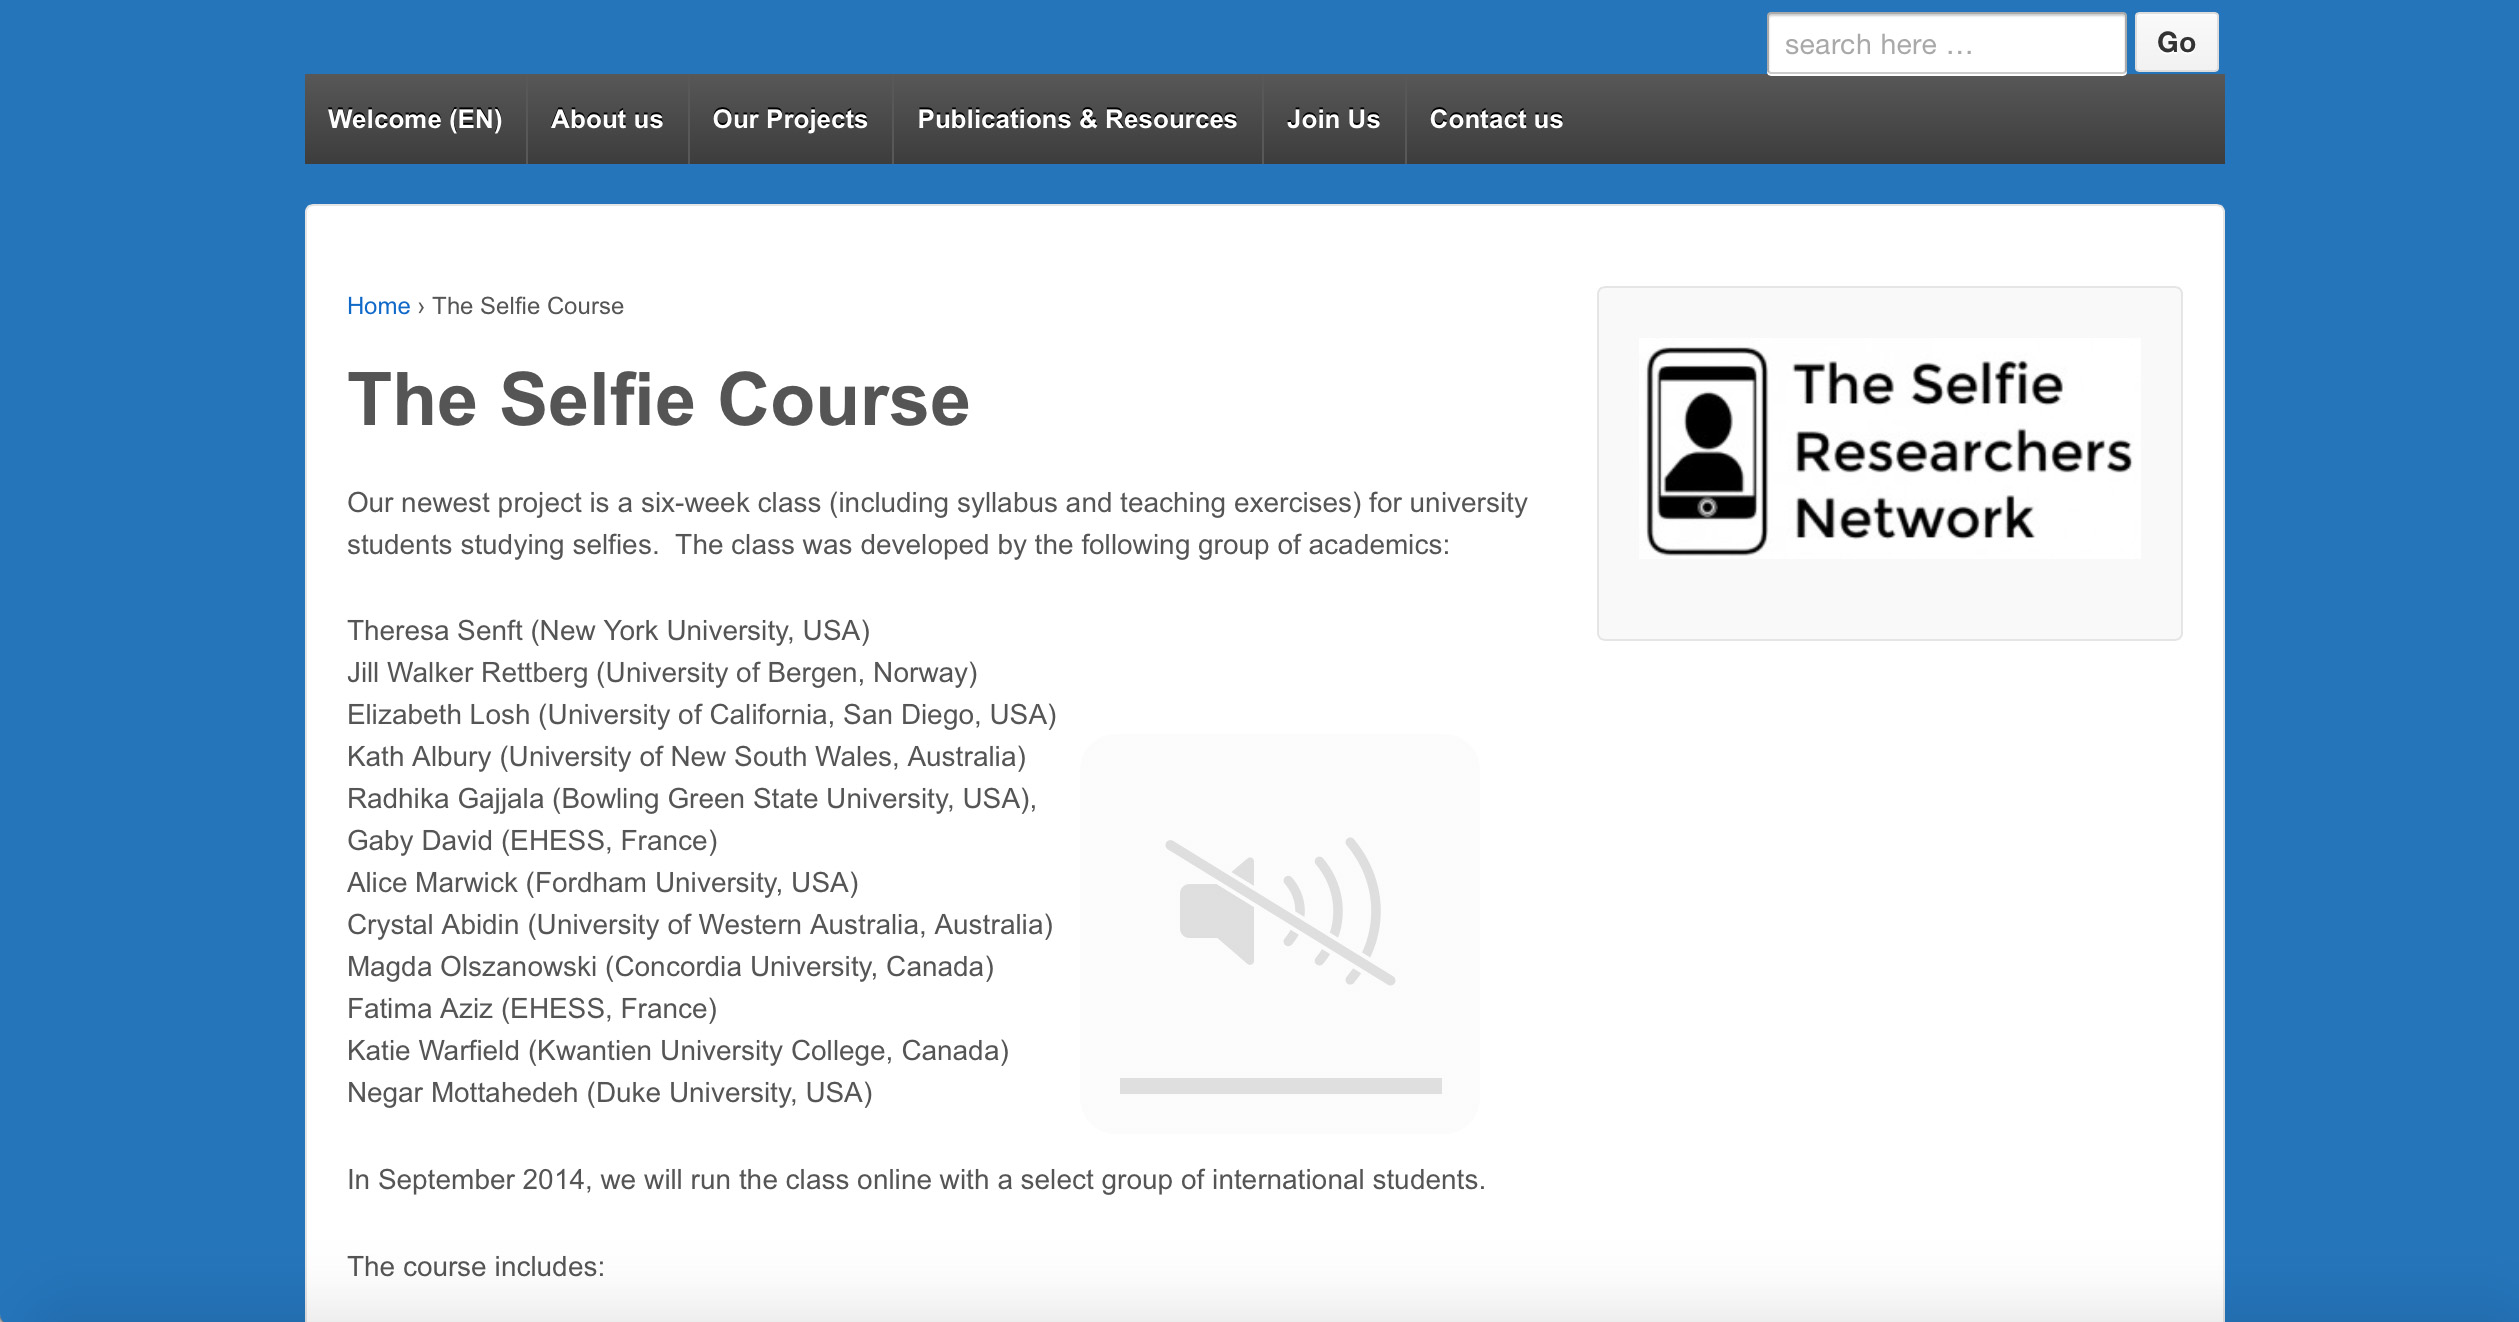 search here …
Go
Welcome (EN)
About us
Our Projects
Publications & Resources
Join Us
Contact us
Home › The Selfie Course
The Selfie Course
Our newest project is a six-week class (including syllabus and teaching exercises) for university
students studying selfies.  The class was developed by the following group of academics:
Theresa Senft (New York University, USA)
Jill Walker Rettberg (University of Bergen, Norway)
Elizabeth Losh (University of California, San Diego, USA)
Kath Albury (University of New South Wales, Australia)
Radhika Gajjala (Bowling Green State University, USA),
Gaby David (EHESS, France)
Alice Marwick (Fordham University, USA)
Crystal Abidin (University of Western Australia, Australia)
Magda Olszanowski (Concordia University, Canada)
Fatima Aziz (EHESS, France)
Katie Warfield (Kwantien University College, Canada)
Negar Mottahedeh (Duke University, USA)
In September 2014, we will run the class online with a select group of international students.
The course includes:
The Selfie
Researchers
Network